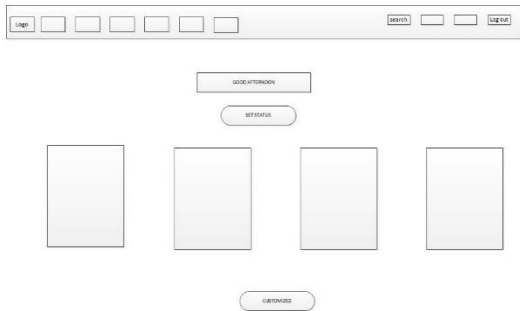 Logo
search
Log out
GOOD AFTERNOON
SET STATUS
CUSTOMIZED